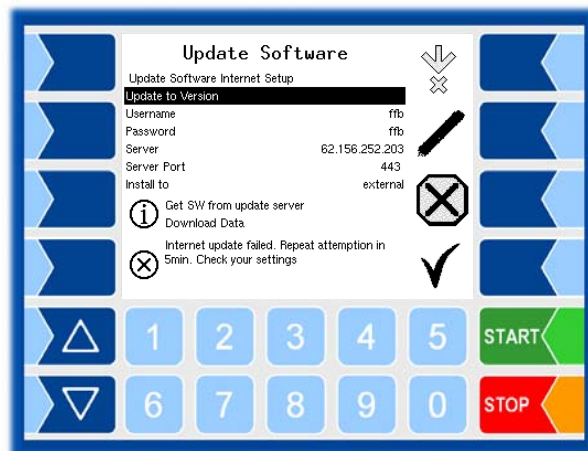 Update Software
Update Software Internet Setup
Update to Version
Username ffb
Password ffb
Server 62.156.252.203
Server Port 443
Install to external
Get SW from update server
Download Data
Internet update failed. Repeat attemption in
5min. Check your settings
1 2 3 4 5 START
6 7 8 9 0 STOP